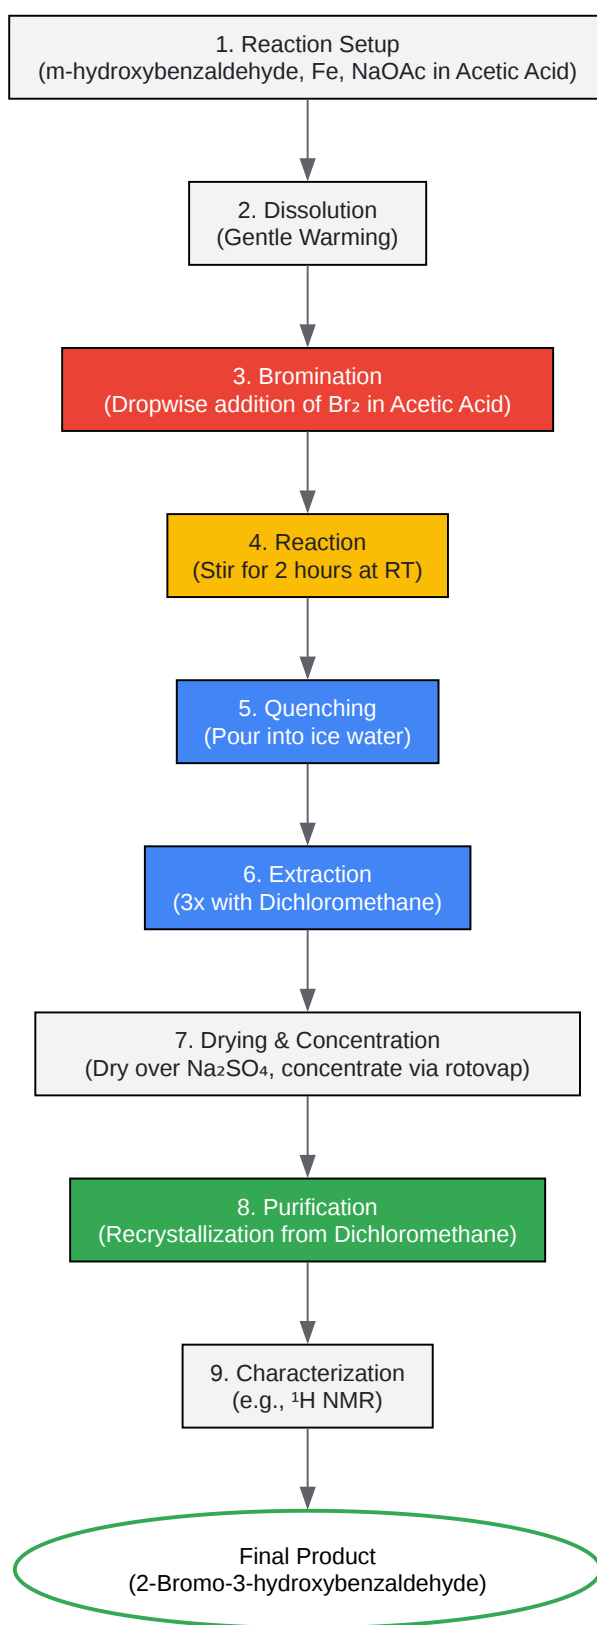 1. Reaction Setup
(m-hydroxybenzaldehyde, Fe, NaOAc in Acetic Acid)
2. Dissolution
(Gentle Warming)
3. Bromination
(Dropwise addition of Br₂ in Acetic Acid)
4. Reaction
(Stir for 2 hours at RT)
5. Quenching
(Pour into ice water)
6. Extraction
(3x with Dichloromethane)
7. Drying & Concentration
(Dry over Na₂SO₄, concentrate via rotovap)
8. Purification
(Recrystallization from Dichloromethane)
9. Characterization
(e.g., ¹H NMR)
Final Product
(2-Bromo-3-hydroxybenzaldehyde)